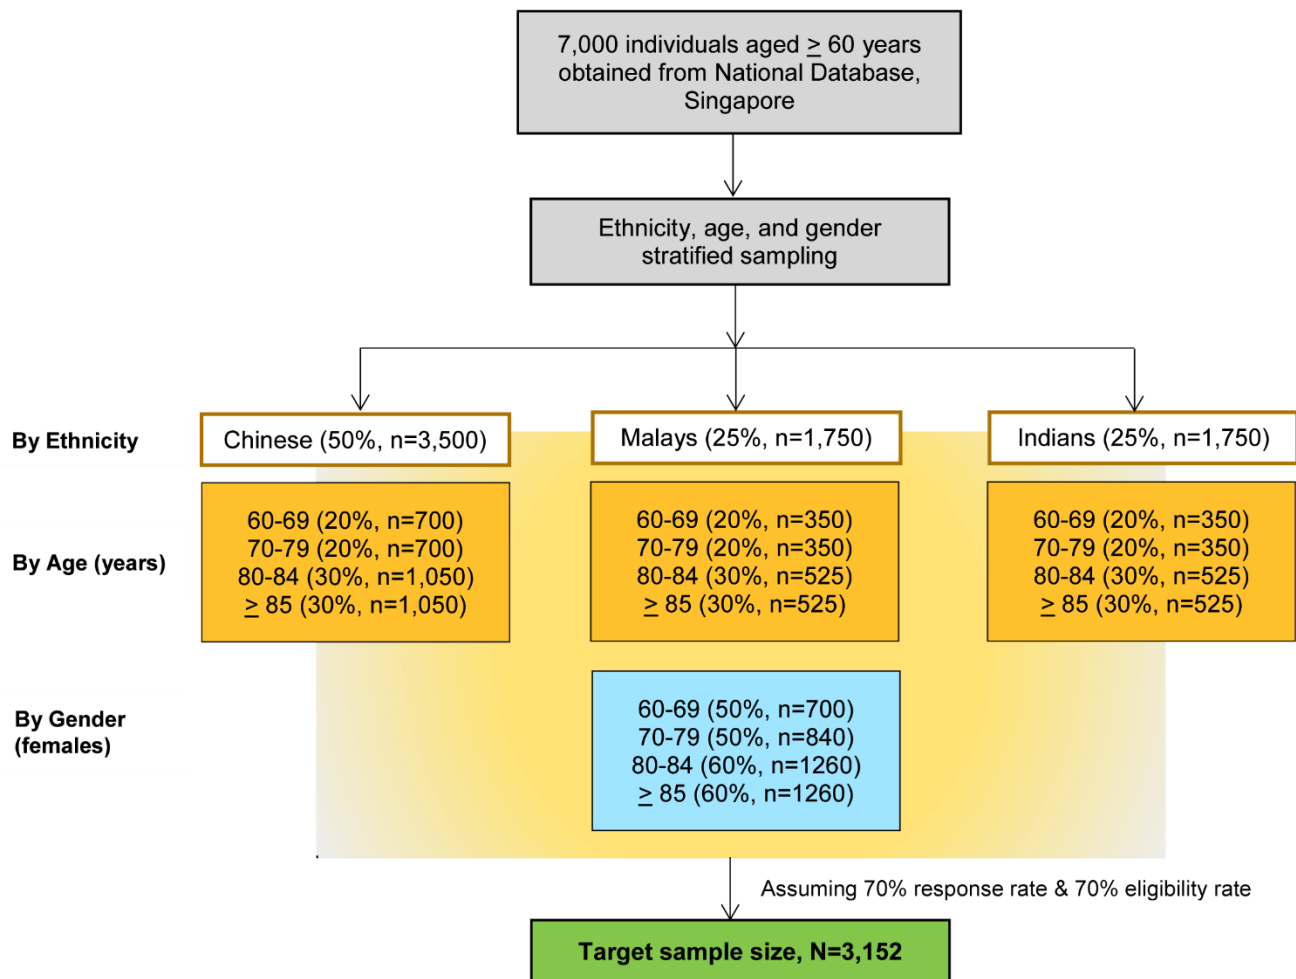 7,000 individuals aged ≥ 60 years
obtained from National Database,
Singapore
Ethnicity, age, and gender
stratified sampling
By Ethnicity
Chinese (50%, n=3,500)
Malays (25%, n=1,750)
Indians (25%, n=1,750)
By Age (years)
60-69 (20%, n=700)
70-79 (20%, n=700)
80-84 (30%, n=1,050)
≥ 85 (30%, n=1,050)
60-69 (20%, n=350)
70-79 (20%, n=350)
80-84 (30%, n=525)
≥ 85 (30%, n=525)
60-69 (20%, n=350)
70-79 (20%, n=350)
80-84 (30%, n=525)
≥ 85 (30%, n=525)
By Gender
(females)
60-69 (50%, n=700)
70-79 (50%, n=840)
80-84 (60%, n=1260)
≥ 85 (60%, n=1260)
Assuming 70% response rate & 70% eligibility rate
Target sample size, N=3,152